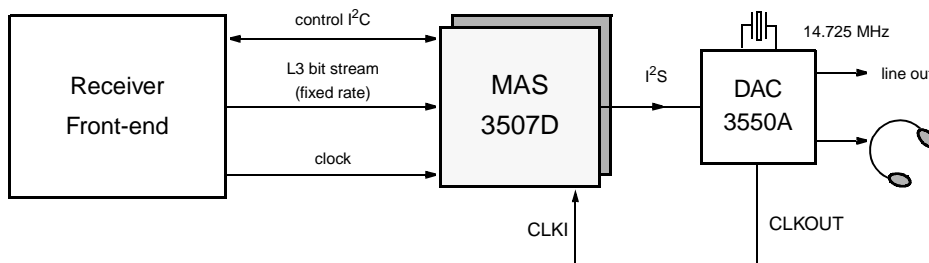 control I²C
14.725 MHz
Receiver
Front-end
L3 bit stream
(fixed rate)
MAS
3507D
I²S
DAC
3550A
line out
clock
CLKI
CLKOUT